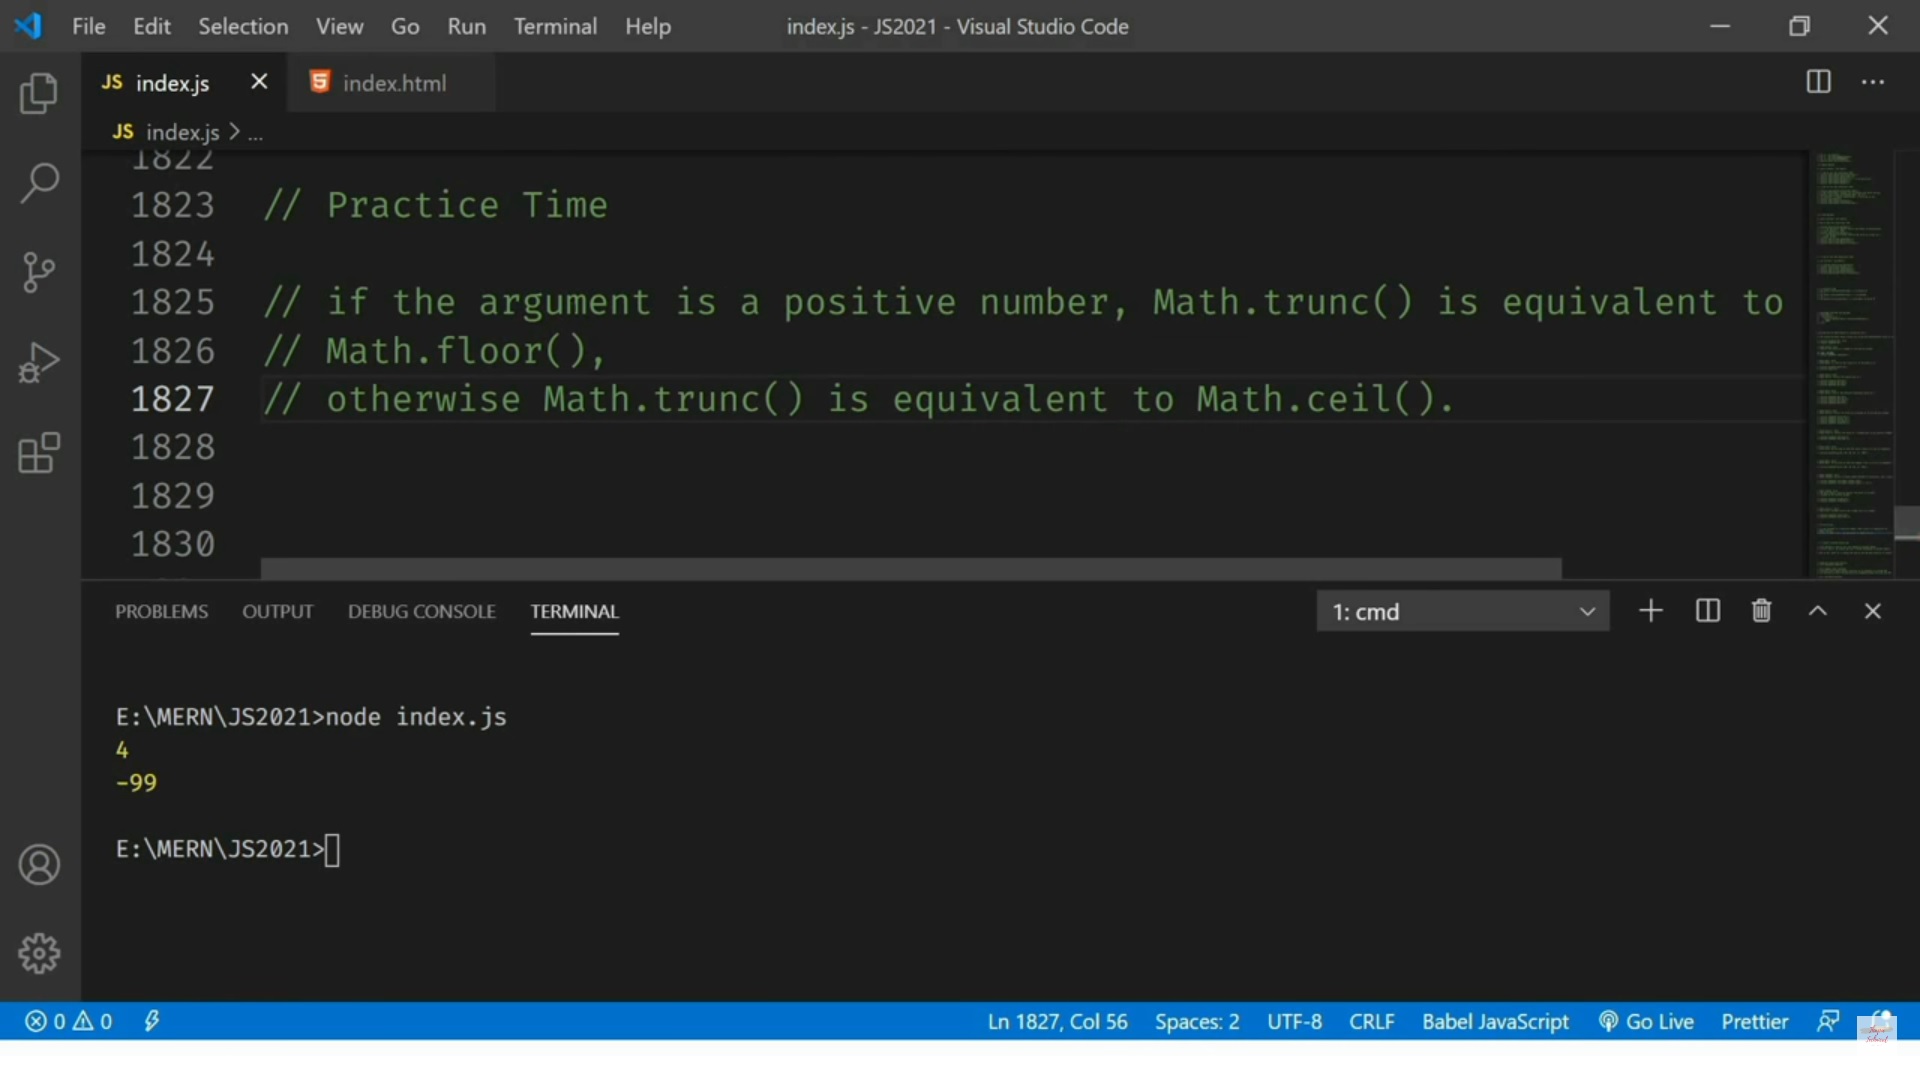 File Edit Selection View Go Run Terminal Help index.js - JS2021 - Visual Studio Code
JS index.js index.html
JS index.js > ...
1822
1823 // Practice Time
1824
1825 // if the argument is a positive number, Math.trunc() is equivalent to
1826 // Math.floor(),
1827 // otherwise Math.trunc() is equivalent to Math.ceil().
1828
1829
1830
PROBLEMS OUTPUT DEBUG CONSOLE TERMINAL 1: cmd
E:\MERN\JS2021>node index.js
4
-99
E:\MERN\JS2021>
0 0 Ln 1827, Col 56 Spaces: 2 UTF-8 CRLF Babel JavaScript Go Live Prettier